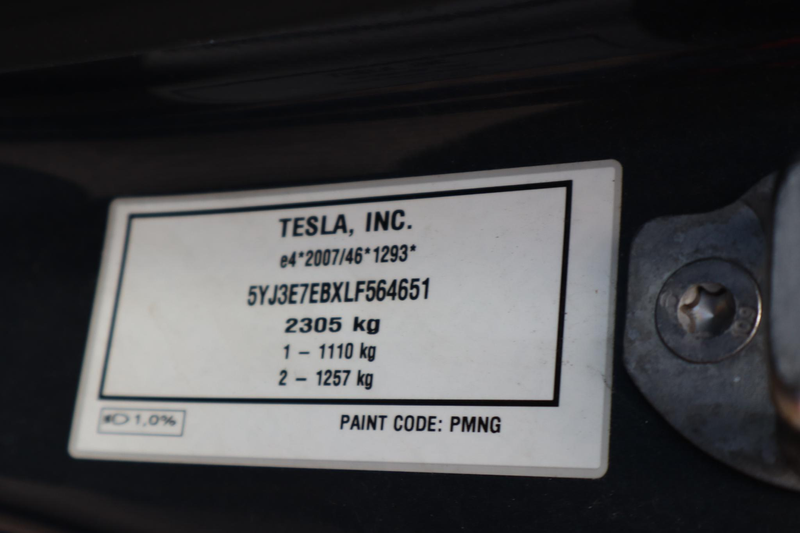 TESLA, INC.
e4*2007/46*1293*
5YJ3E7EBXLF564651
2305 kg
1 – 1110 kg
2 – 1257 kg
1,0%
PAINT CODE: PMNG